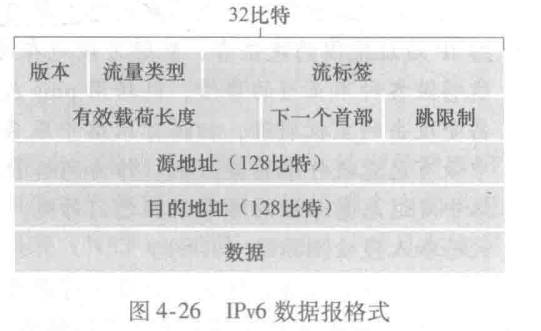 32比特
版本 流量类型 流标签
有效载荷长度 下一个首部 跳限制
源地址（128比特）
目的地址（128比特）
数据
图 4-26 IPv6 数据报格式